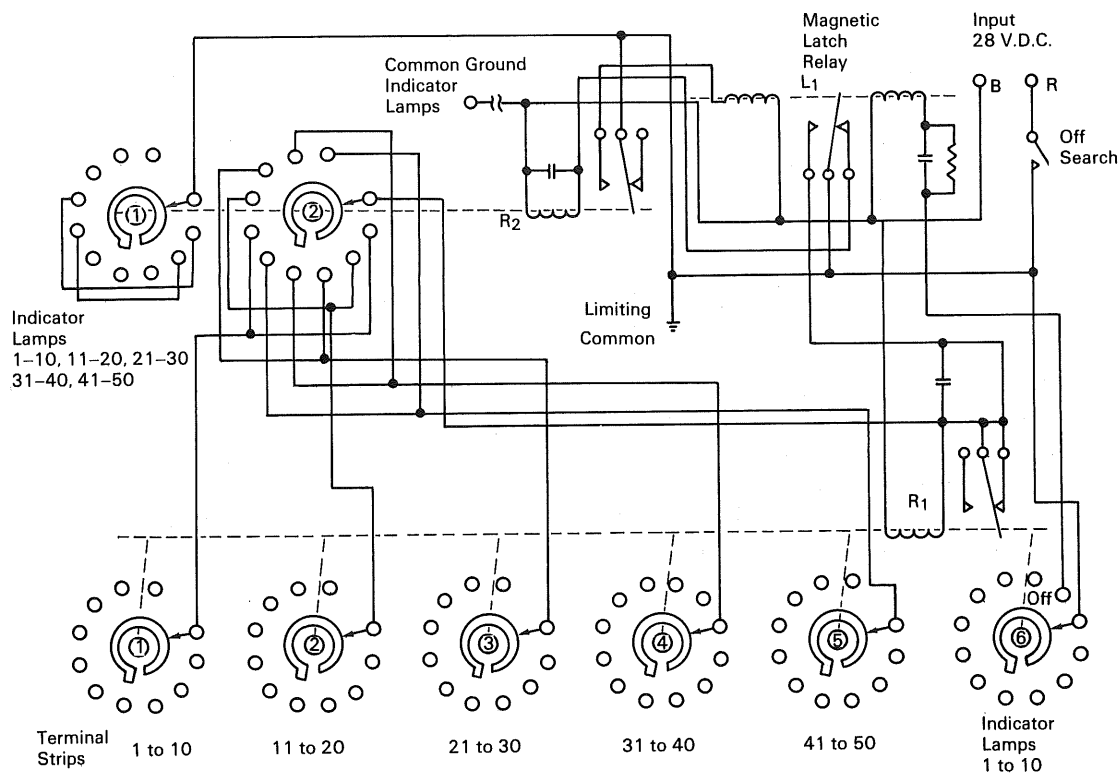 Magnetic
Latch
Relay
L1
Input
28 V.D.C.
Common Ground
Indicator
Lamps
B
R
Off
Search
1
2
R2
Limiting
Common
Indicator
Lamps
1–10, 11–20, 21–30
31–40, 41–50
R1
Off
1
2
3
4
5
6
Terminal
Strips
1 to 10
11 to 20
21 to 30
31 to 40
41 to 50
Indicator
Lamps
1 to 10